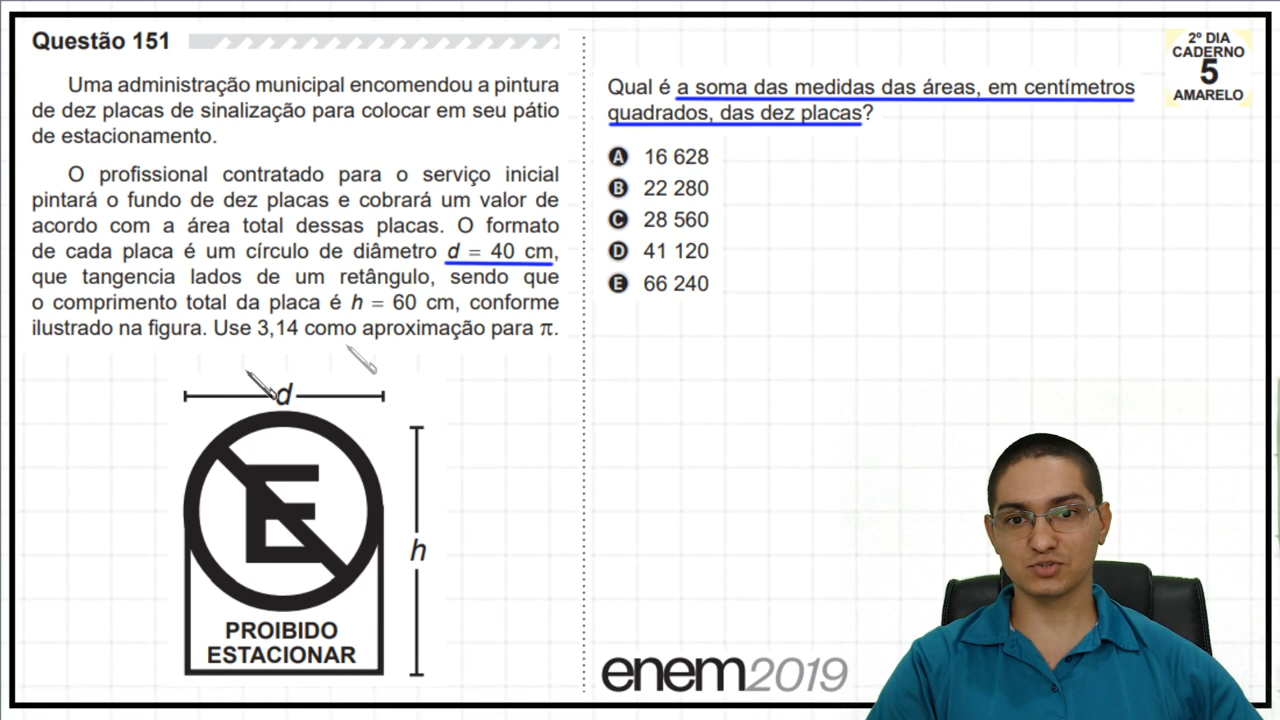 Questão 151
Uma administração municipal encomendou a pintura
de dez placas de sinalização para colocar em seu pátio
de estacionamento.
O profissional contratado para o serviço inicial
pintará o fundo de dez placas e cobrará um valor de
acordo com a área total dessas placas. O formato
de cada placa é um círculo de diâmetro d = 40 cm,
que tangencia lados de um retângulo, sendo que
o comprimento total da placa é h = 60 cm, conforme
ilustrado na figura. Use 3,14 como aproximação para π.
d
E
h
PROIBIDO
ESTACIONAR
Qual é a soma das medidas das áreas, em centímetros
quadrados, das dez placas?
A 16 628
B 22 280
C 28 560
D 41 120
E 66 240
2º DIA
CADERNO
5
AMARELO
enem2019